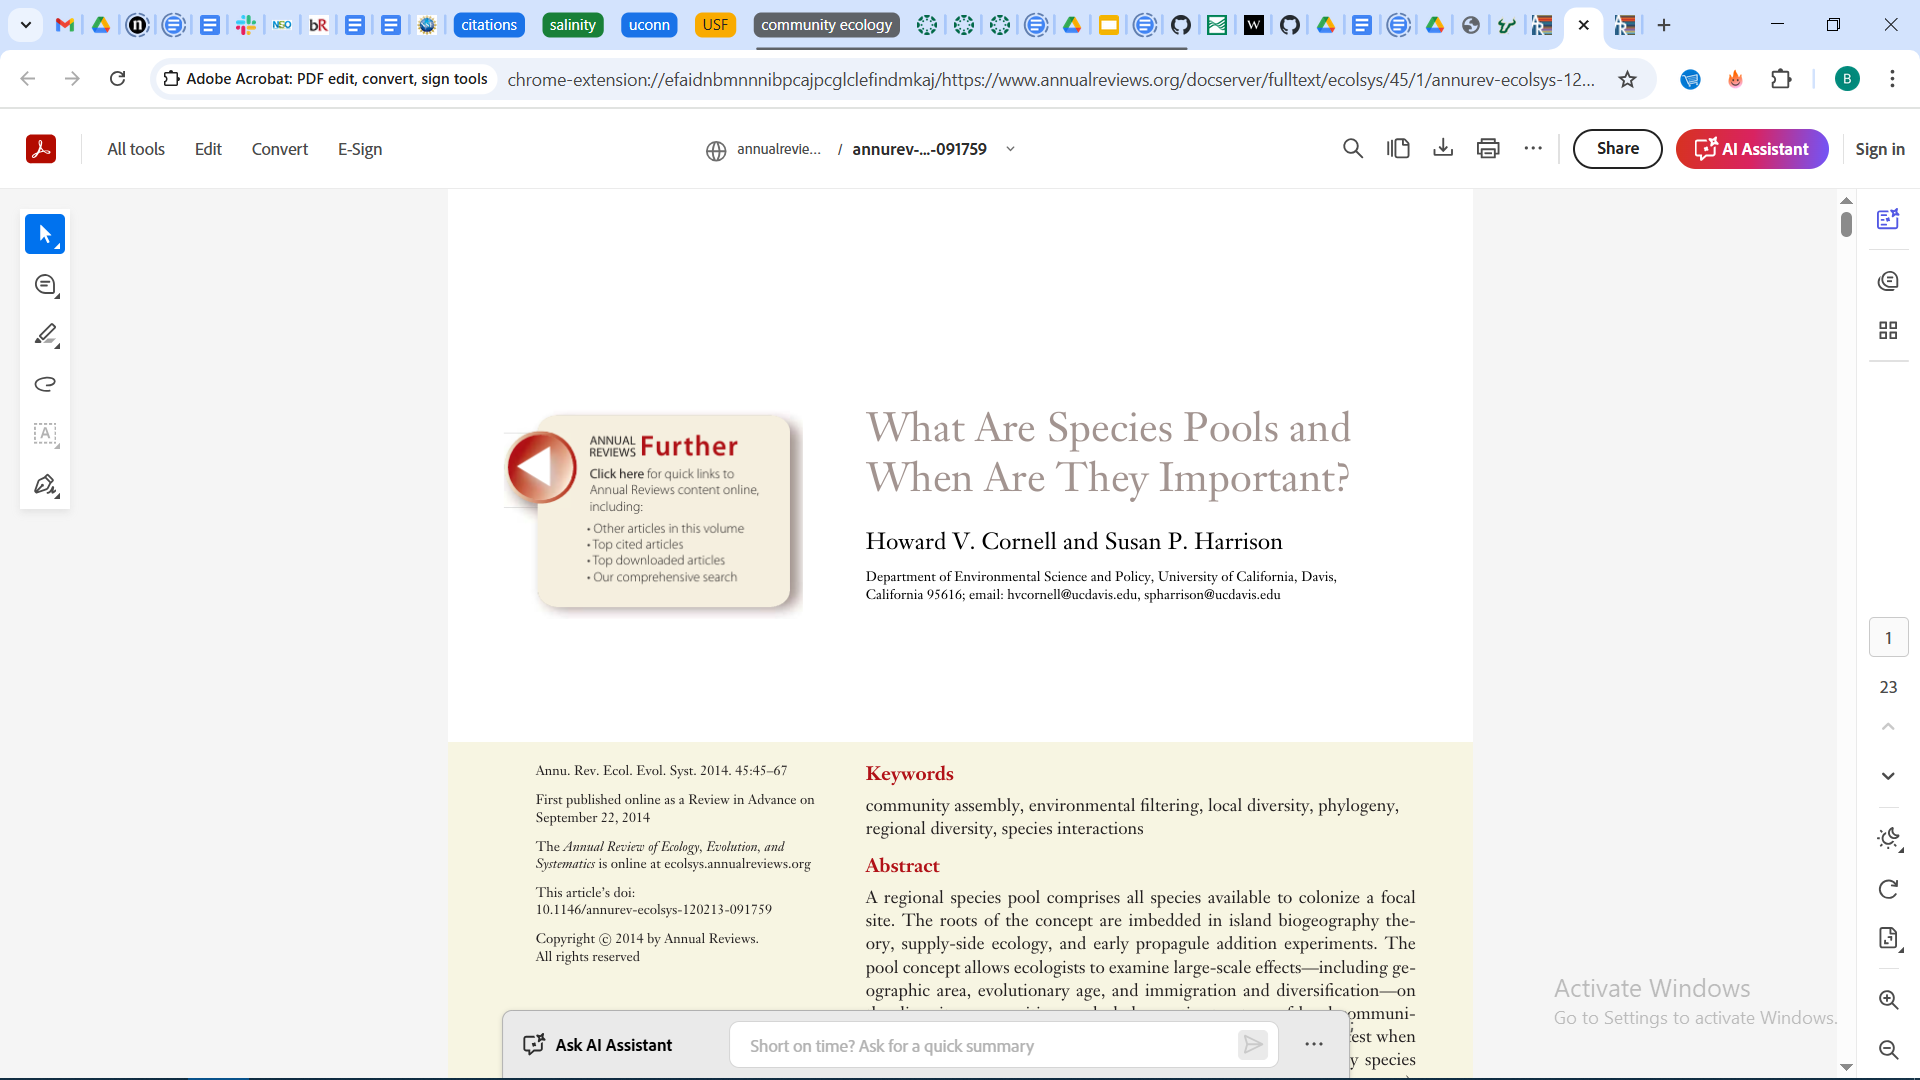 citations
salinity
uconn
USF
community ecology
Adobe Acrobat: PDF edit, convert, sign tools
chrome-extension://efaidnbmnnnibpcajpcglclefindmkaj/https://www.annualreviews.org/docserver/fulltext/ecolsys/45/1/annurev-ecolsys-12...
B
All tools
Edit
Convert
E-Sign
annualrevie... / annurev-...-091759
Share
AI Assistant
Sign in
ANNUAL REVIEWS Further
Click here for quick links to
Annual Reviews content online,
including:
• Other articles in this volume
• Top cited articles
• Top downloaded articles
• Our comprehensive search
What Are Species Pools and
When Are They Important?
Howard V. Cornell and Susan P. Harrison
Department of Environmental Science and Policy, University of California, Davis,
California 95616; email: hvcornell@ucdavis.edu, spharrison@ucdavis.edu
Annu. Rev. Ecol. Evol. Syst. 2014. 45:45–67
First published online as a Review in Advance on
September 22, 2014
The Annual Review of Ecology, Evolution, and
Systematics is online at ecolsys.annualreviews.org
This article's doi:
10.1146/annurev-ecolsys-120213-091759
Copyright © 2014 by Annual Reviews.
All rights reserved
Keywords
community assembly, environmental filtering, local diversity, phylogeny,
regional diversity, species interactions
Abstract
A regional species pool comprises all species available to colonize a focal
site. The roots of the concept are imbedded in island biogeography the-
ory, supply-side ecology, and early propagule addition experiments. The
pool concept allows ecologists to examine large-scale effects—including ge-
ographic area, evolutionary age, and immigration and diversification—on
Ask AI Assistant
Short on time? Ask for a quick summary
when
species
1
23
Activate Windows
Go to Settings to activate Windows.